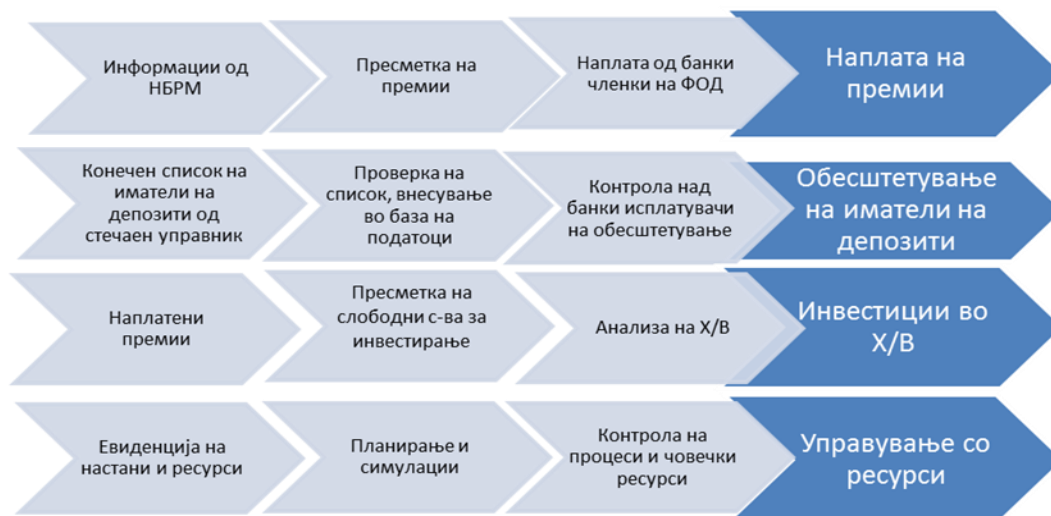 Информации од
НБРМ
Пресметка на
премии
Наплата од банки
членки на ФОД
Наплата на
премии
Конечен список на
иматели на
депозити од
стечаен управник
Проверка на
список, внесување
во база на
податоци
Контрола над
банки исплатувачи
на обесштетување
Обесштетување
на иматели на
депозити
Наплатени
премии
Пресметка на
слободни с-ва за
инвестирање
Анализа на Х/В
Инвестиции во
Х/В
Евиденција на
настани и ресурси
Планирање и
симулации
Контрола на
процеси и човечки
ресурси
Управување со
ресурси